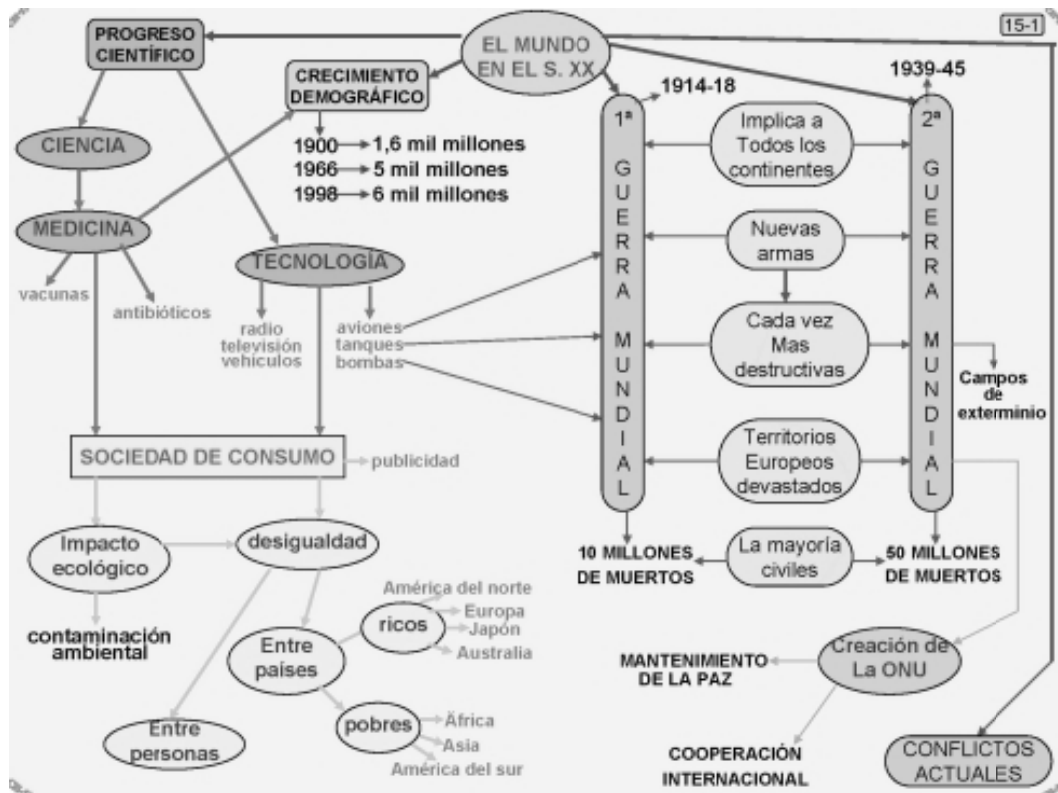 15-1
EL MUNDO
EN EL S. XX
PROGRESO
CIENTÍFICO
CRECIMIENTO
DEMOGRÁFICO
1900 1,6 mil millones
1966 5 mil millones
1998 6 mil millones
CIENCIA
MEDICINA
vacunas
antibióticos
TECNOLOGÍA
radio
televisión
vehículos
aviones
tanques
bombas
SOCIEDAD DE CONSUMO
publicidad
Impacto
ecológico
contaminación
ambiental
desigualdad
Entre
personas
Entre
países
ricos
América del norte
Europa
Japón
Australia
pobres
África
Asia
América del sur
1914-18
1ª GUERRA MUNDIAL
10 MILLONES
DE MUERTOS
Implica a
Todos los
continentes
Nuevas
armas
Cada vez
Mas
destructivas
Territorios
Europeos
devastados
La mayoría
civiles
1939-45
2ª GUERRA MUNDIAL
Campos
de
exterminio
50 MILLONES
DE MUERTOS
Creación de
La ONU
MANTENIMIENTO
DE LA PAZ
COOPERACIÓN
INTERNACIONAL
CONFLICTOS
ACTUALES